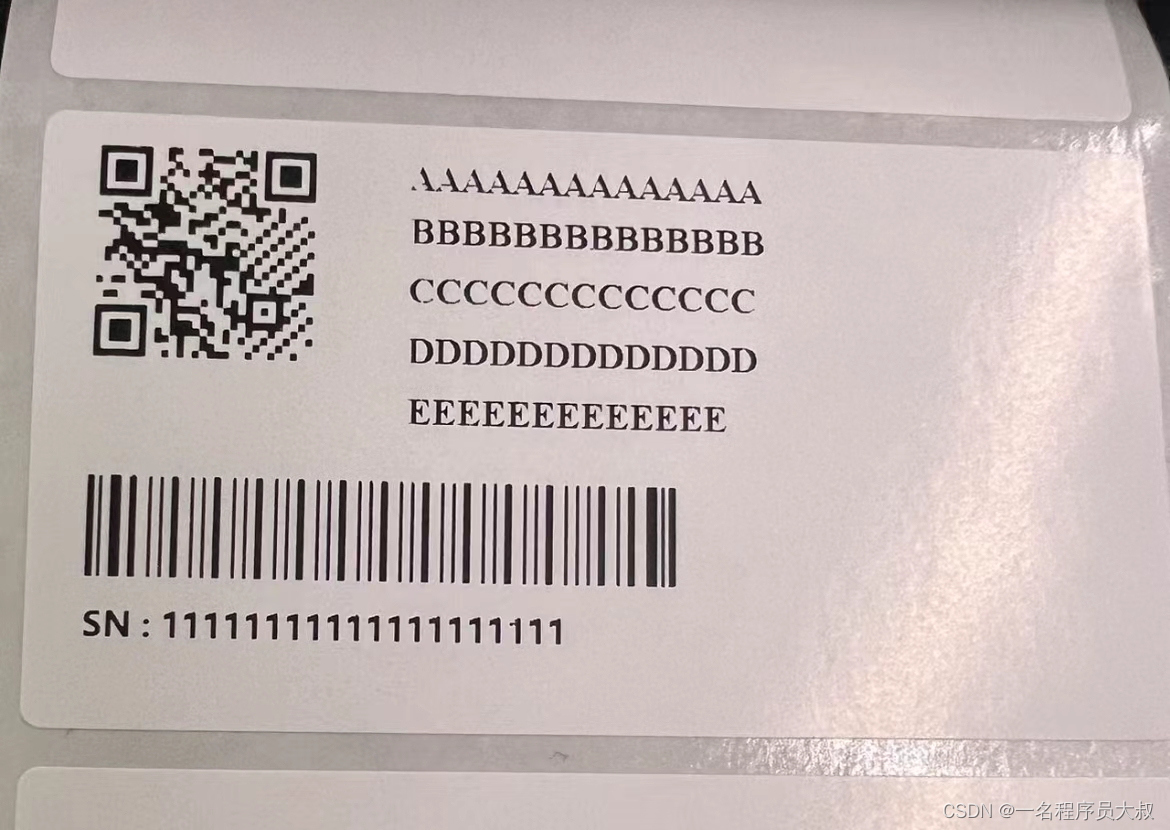 AAAAAAAAAAAAAA
BBBBBBBBBBBBBB
CCCCCCCCCCCCC
DDDDDDDDDDDDD
EEEEEEEEEEEEE
SN : 11111111111111111111
CSDN @一名程序员大叔